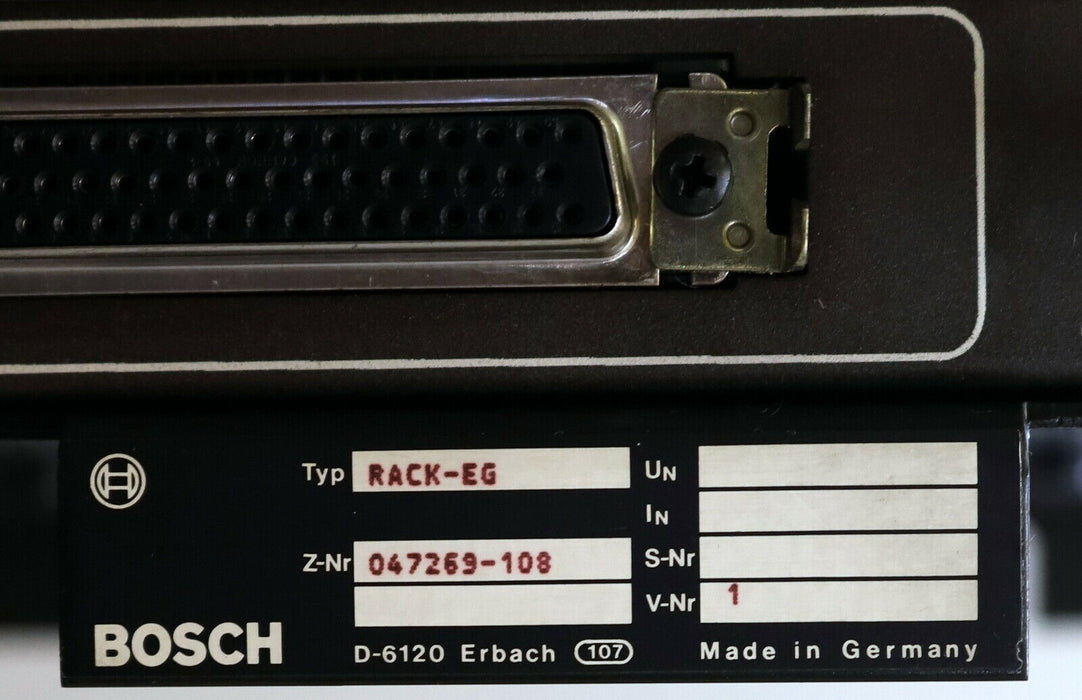 Typ RACK-EG
UN
IN
Z-Nr 047269-108
S-Nr
V-Nr 1
BOSCH
D-6120 Erbach 107
Made in Germany